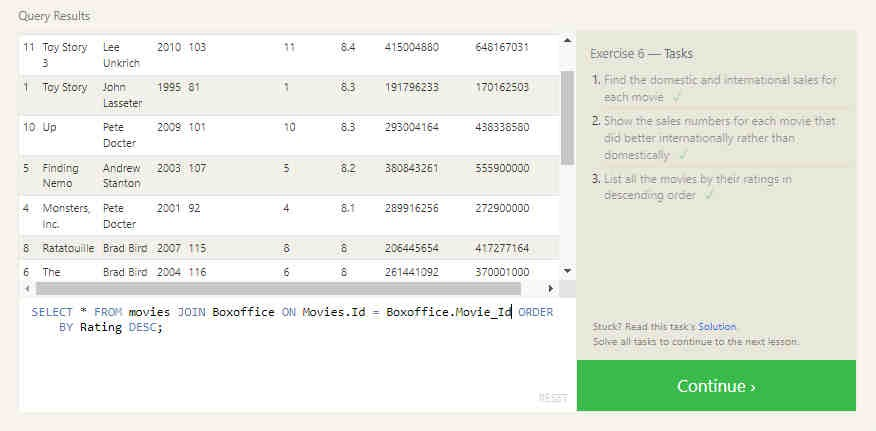 Query Results
11 Toy Story 3 Lee Unkrich 2010 103 11 8.4 415004880 648167031
1 Toy Story John Lasseter 1995 81 1 8.3 191796233 170162503
10 Up Pete Docter 2009 101 10 8.3 293004164 438338580
5 Finding Nemo Andrew Stanton 2003 107 5 8.2 380843261 555900000
4 Monsters, Inc. Pete Docter 2001 92 4 8.1 289916256 272900000
8 Ratatouille Brad Bird 2007 115 8 8 206445654 417277164
6 The Brad Bird 2004 116 6 8 261441092 370001000
SELECT * FROM movies JOIN Boxoffice ON Movies.Id = Boxoffice.Movie_Id ORDER
BY Rating DESC;
RESET
Exercise 6 — Tasks
1. Find the domestic and international sales for
each movie ✓
2. Show the sales numbers for each movie that
did better internationally rather than
domestically ✓
3. List all the movies by their ratings in
descending order ✓
Stuck? Read this task's Solution.
Solve all tasks to continue to the next lesson.
Continue ›